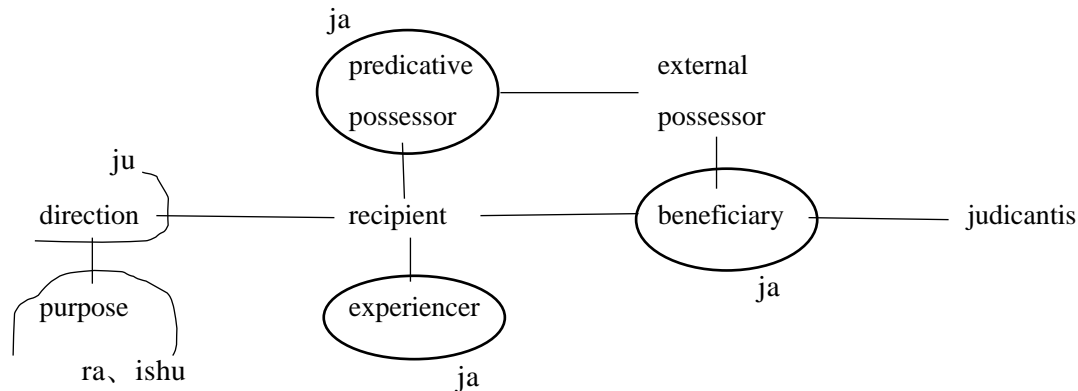 ja
predicative
possessor
external
possessor
ju
direction
recipient
beneficiary
judicantis
purpose
experiencer
ja
ra、ishu
ja